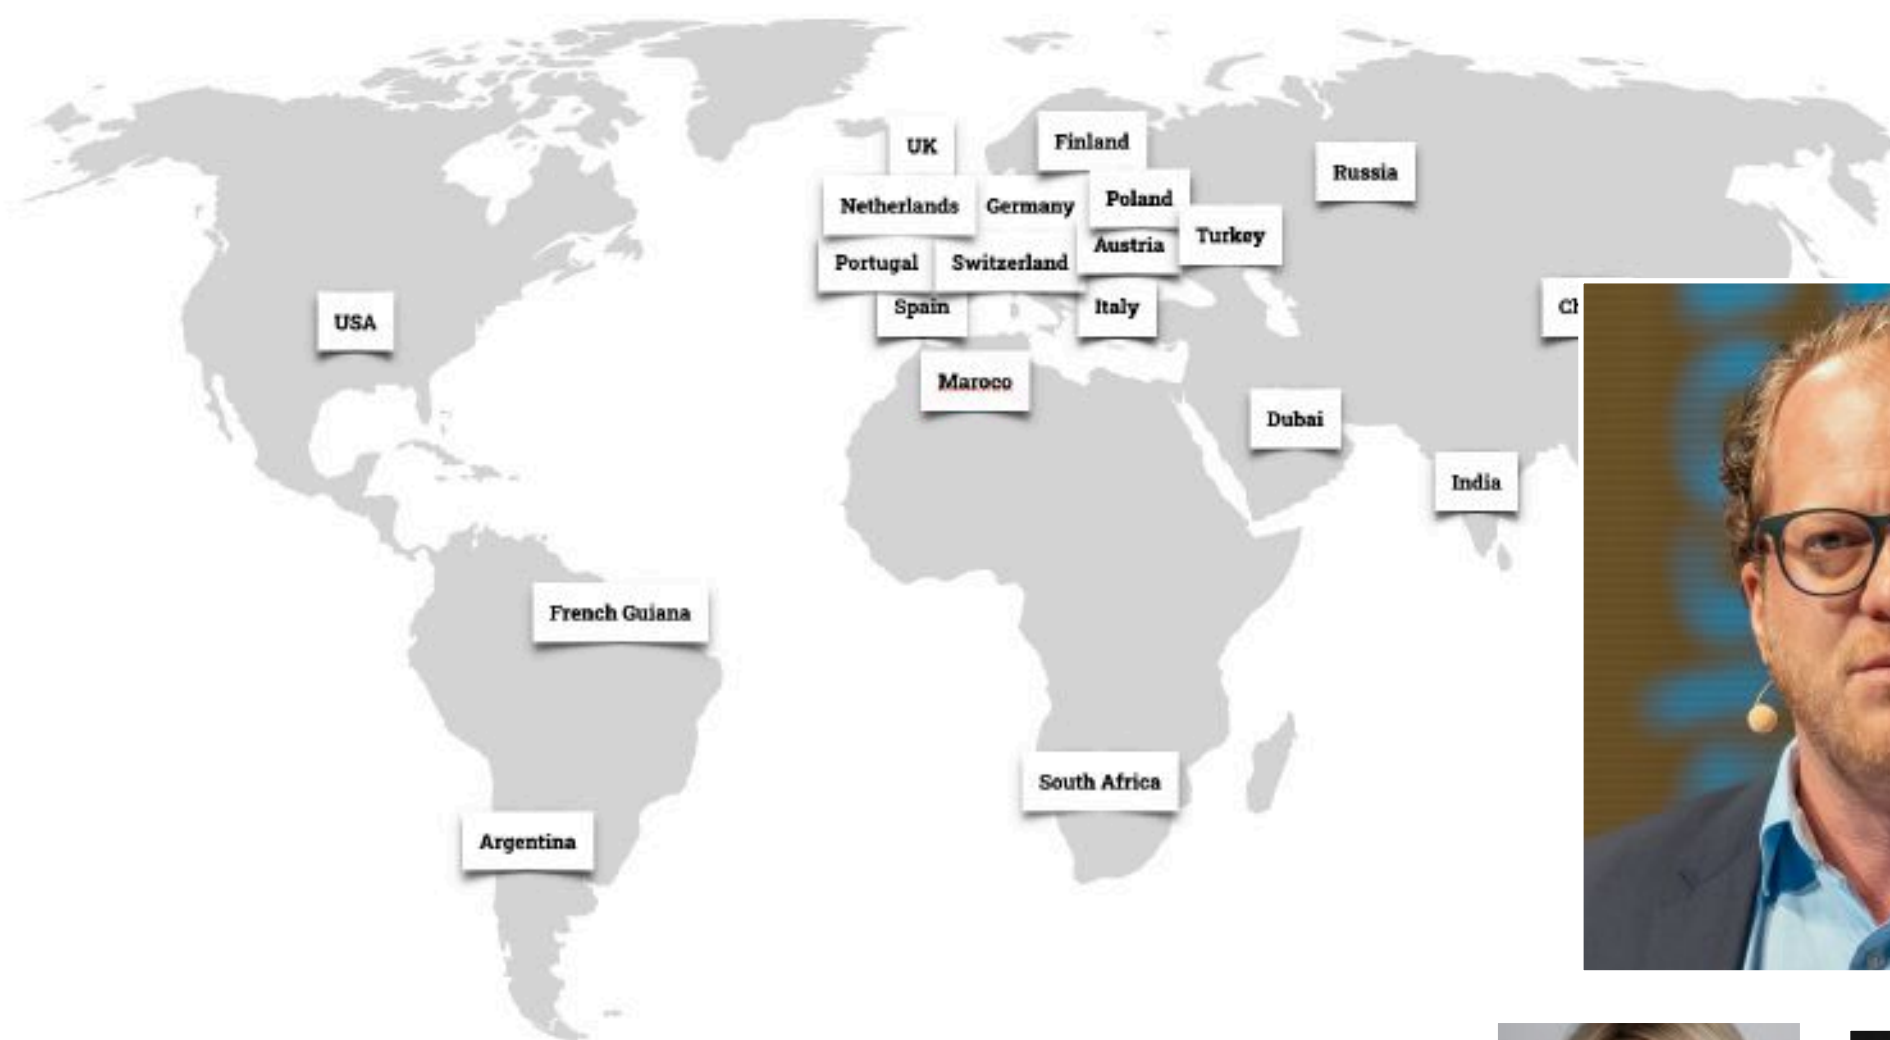 UK
Finland
Russia
Netherlands
Germany
Poland
Turkey
Austria
Portugal
Switzerland
Spain
Italy
USA
Maroco
Dubai
India
French Guiana
South Africa
Argentina